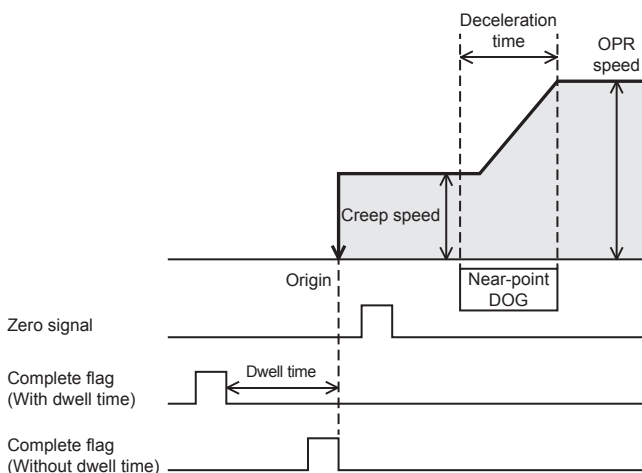 Deceleration
time
OPR
speed
Creep speed
Origin
Near-point
DOG
Zero signal
Complete flag
(With dwell time)
Dwell time
Complete flag
(Without dwell time)